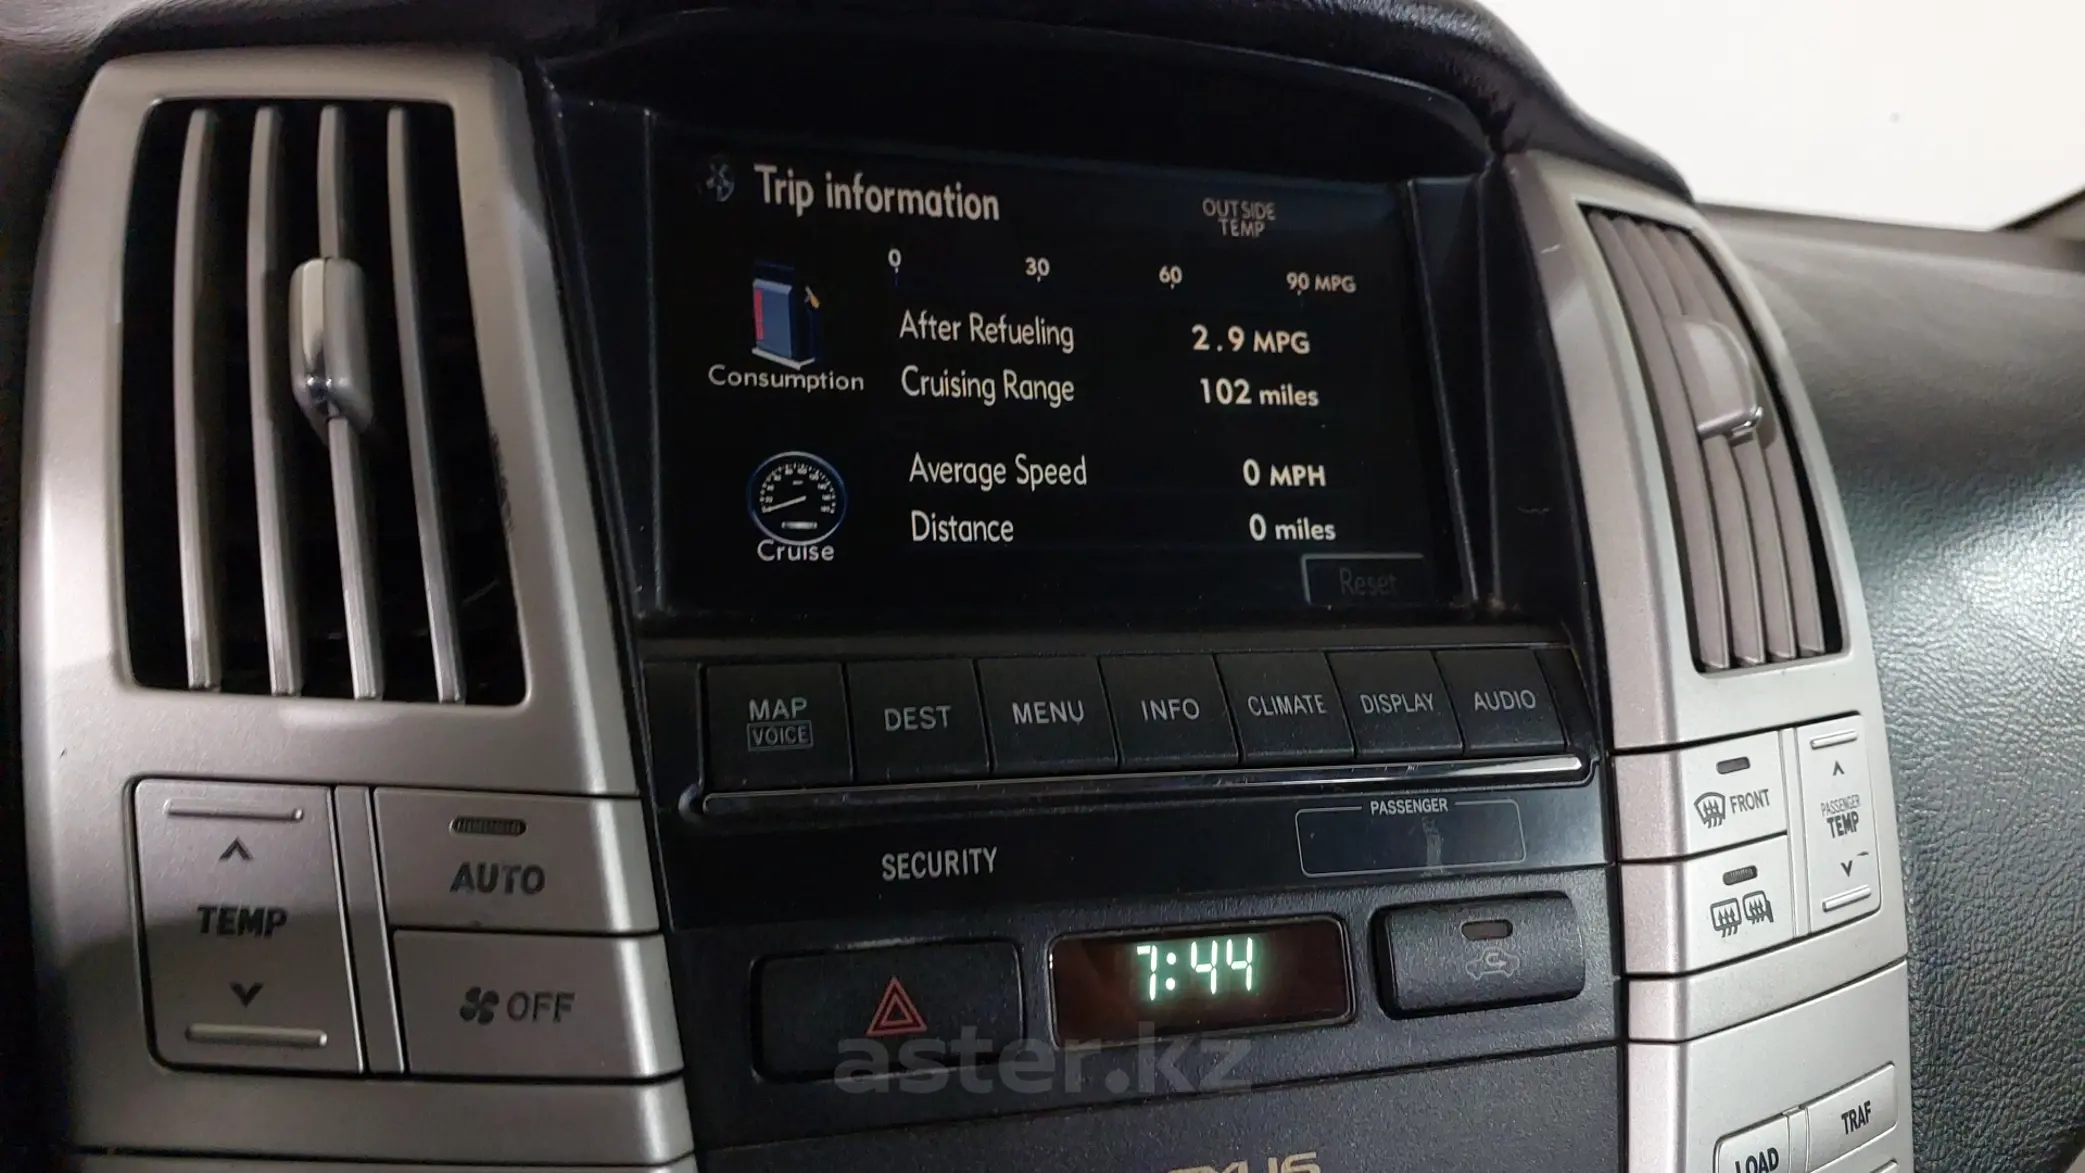 Trip information
OUTSIDE
TEMP
0 30 60 90 MPG
After Refueling 2.9 MPG
Consumption
Cruising Range 102 miles
Average Speed 0 MPH
Distance 0 miles
Cruise
Reset
MAP
VOICE
DEST
MENU
INFO
CLIMATE
DISPLAY
AUDIO
PASSENGER
SECURITY
AUTO
TEMP
OFF
FRONT
PASSENGER
TEMP
7:44
aster.kz
TRAF
LOAD